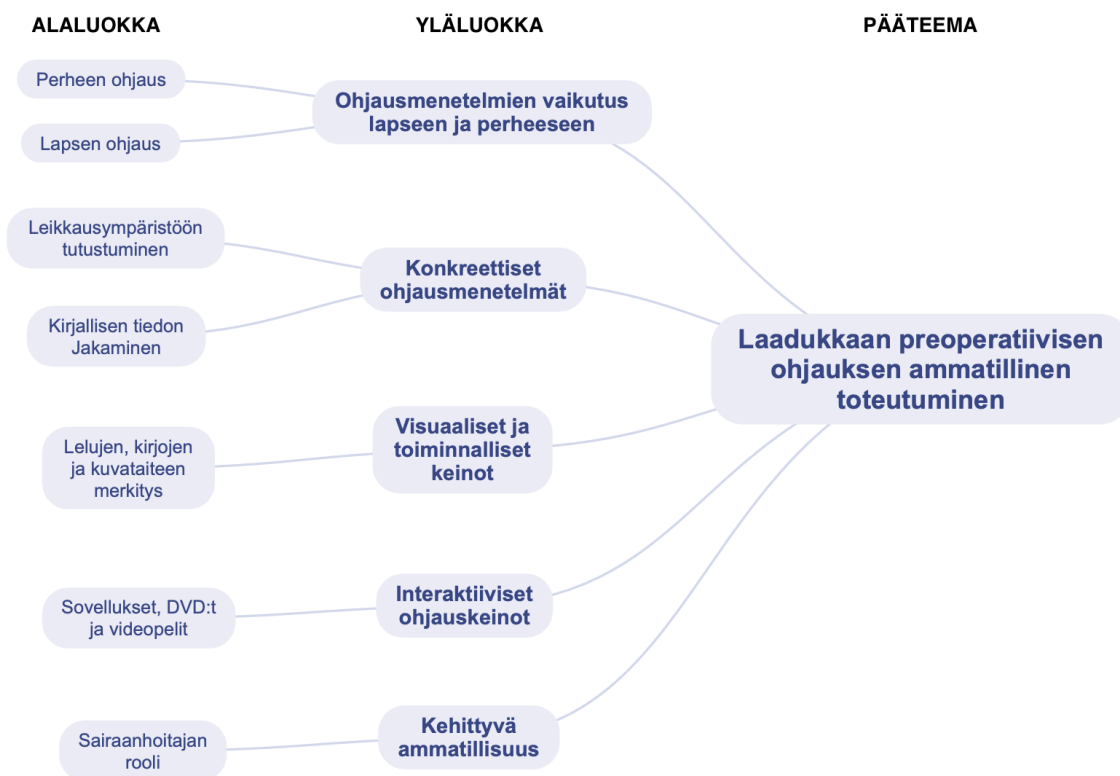 ALALUOKKA
YLÄLUOKKA
PÄÄTEEMA
Perheen ohjaus
Lapsen ohjaus
Ohjausmenetelmien vaikutus
lapseen ja perheeseen
Leikkausympäristöön
tutustuminen
Kirjallisen tiedon
Jakaminen
Konkreettiset
ohjausmenetelmät
Lelujen, kirjojen
ja kuvataiteen
merkitys
Visuaaliset ja
toiminnalliset
keinot
Sovellukset, DVD:t
ja videopelit
Interaktiiviset
ohjauskeinot
Sairaanhoitajan
rooli
Kehittyvä
ammatillisuus
Laadukkaan preoperatiivisen
ohjauksen ammatillinen
toteutuminen